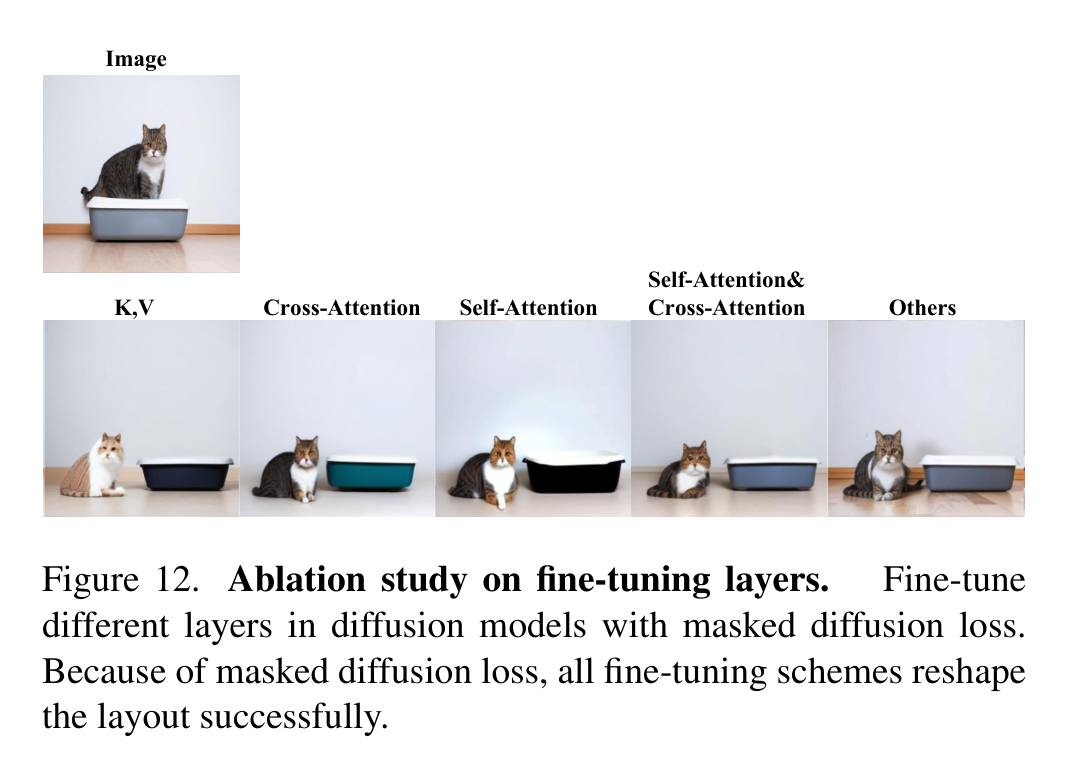 Image
K,V
Cross-Attention
Self-Attention
Self-Attention&
Cross-Attention
Others
Figure 12. Ablation study on fine-tuning layers. Fine-tune
different layers in diffusion models with masked diffusion loss.
Because of masked diffusion loss, all fine-tuning schemes reshape
the layout successfully.